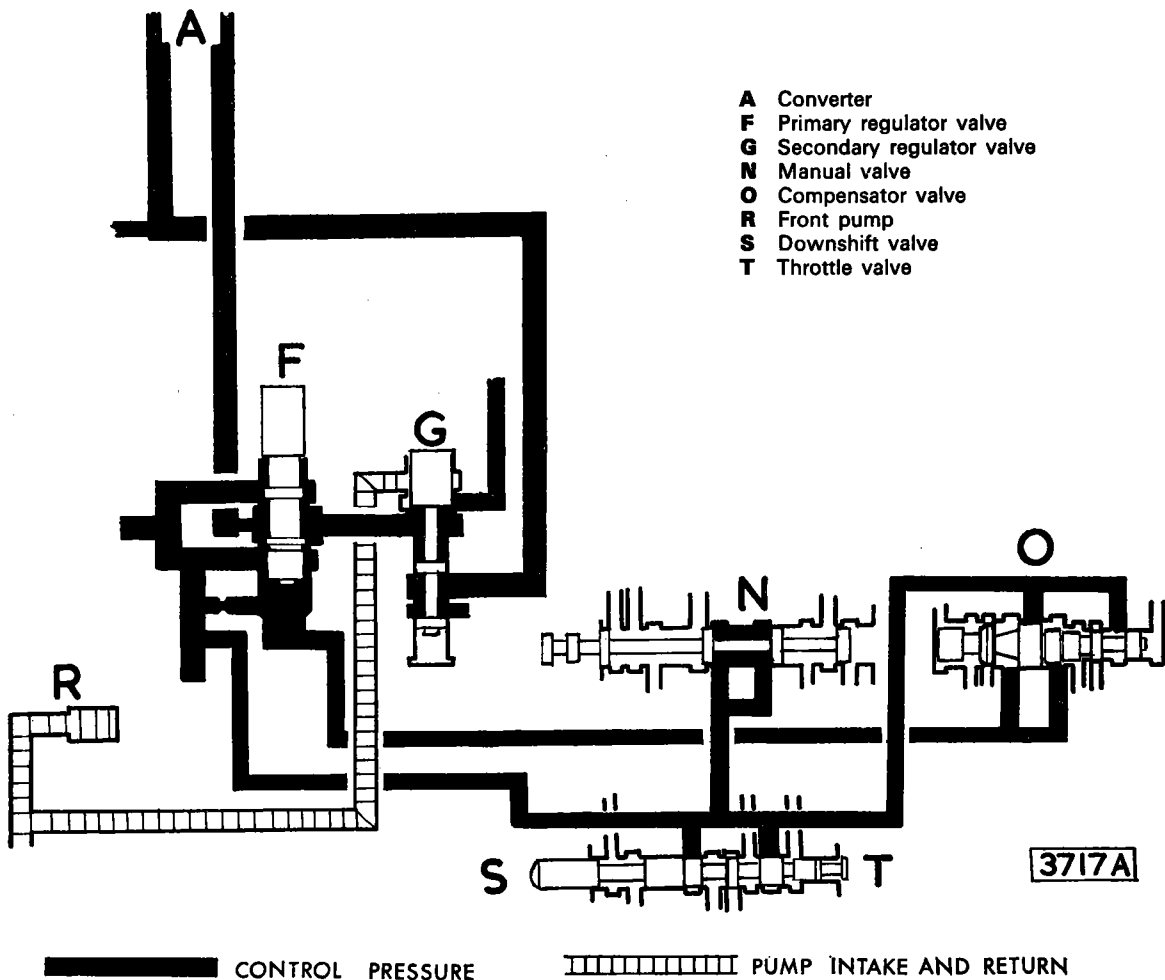 A
A Converter
F Primary regulator valve
G Secondary regulator valve
N Manual valve
O Compensator valve
R Front pump
S Downshift valve
T Throttle valve
F
G
O
N
R
S
T
3717A
CONTROL PRESSURE
PUMP INTAKE AND RETURN